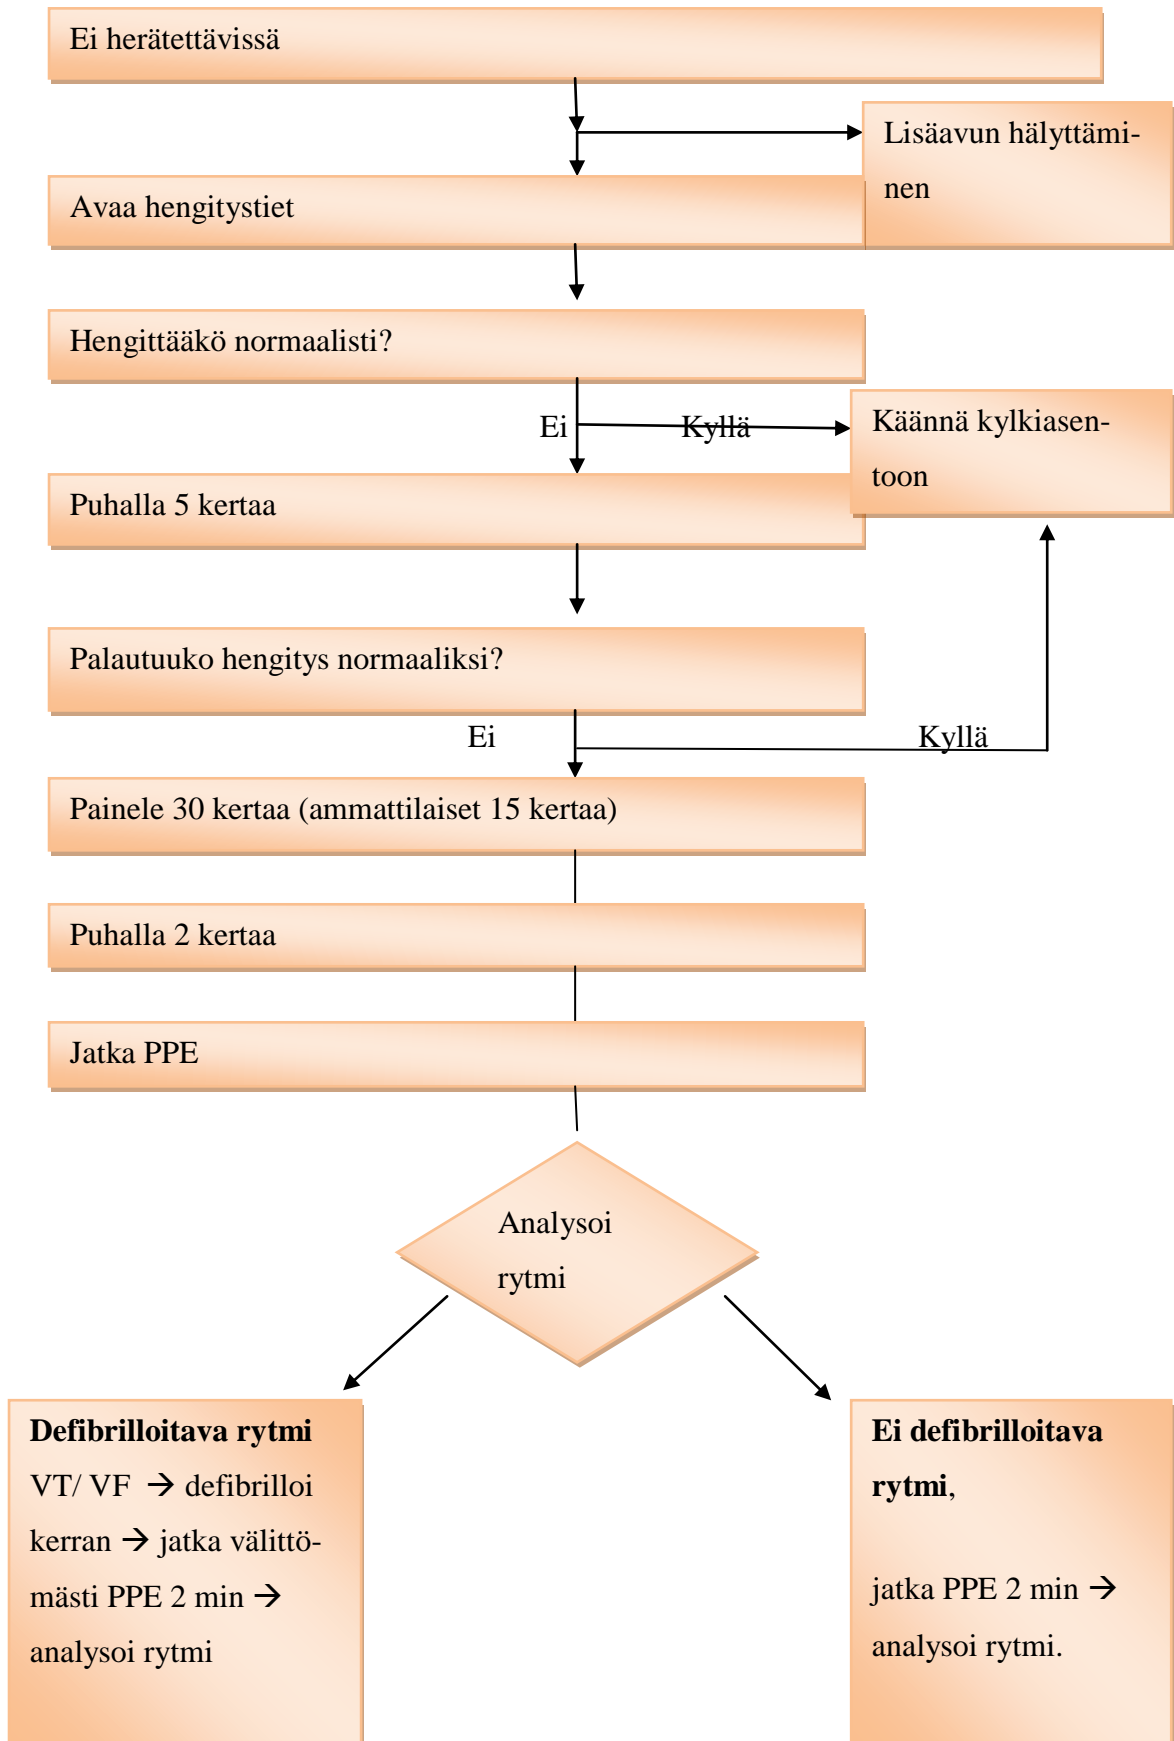 Ei herätettävissä
Lisäavun hälyttämi-
nen
Avaa hengitystiet
Hengittääkö normaalisti?
Ei
Kyllä
Käännä kylkiasen-
toon
Puhalla 5 kertaa
Palautuuko hengitys normaaliksi?
Ei
Kyllä
Painele 30 kertaa (ammattilaiset 15 kertaa)
Puhalla 2 kertaa
Jatka PPE
Analysoi
rytmi
Defibrilloitava rytmi
VT/ VF → defibrilloi
kerran → jatka välittö-
mästi PPE 2 min →
analysoi rytmi
Ei defibrilloitava
rytmi,
jatka PPE 2 min →
analysoi rytmi.